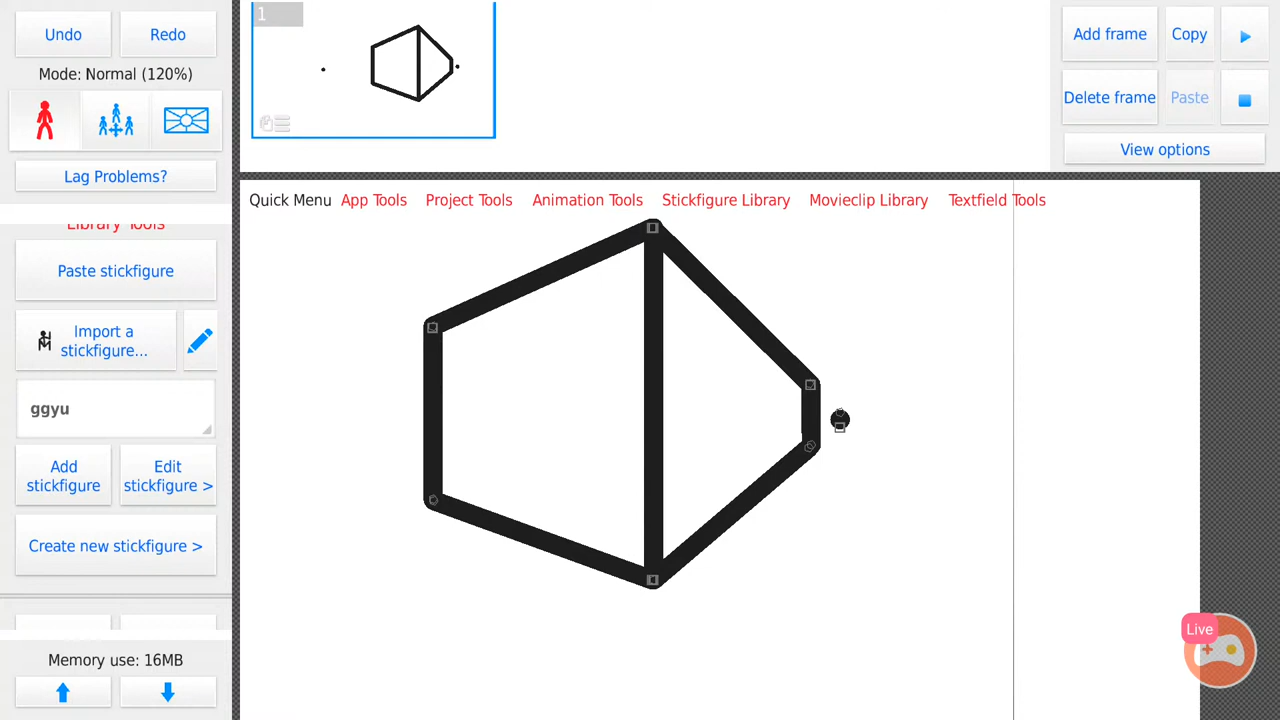 Undo
Redo
Mode: Normal (120%)
Lag Problems?
Library Tools
Paste stickfigure
Import a
stickfigure...
ggyu
Add
stickfigure
Edit
stickfigure >
Create new stickfigure >
Memory use: 16MB
1
Add frame
Copy
Delete frame
Paste
View options
Quick Menu
App Tools
Project Tools
Animation Tools
Stickfigure Library
Movieclip Library
Textfield Tools
Live